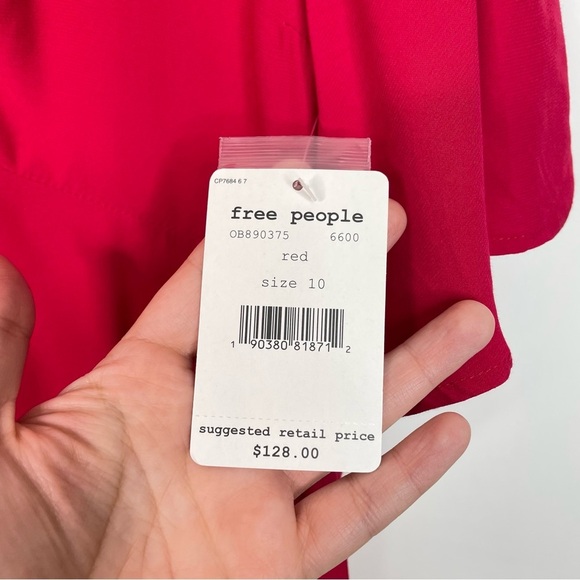 CP7684 6 7
free people
OB890375 6600
red
size 10
1 90380 81871 2
suggested retail price
$128.00